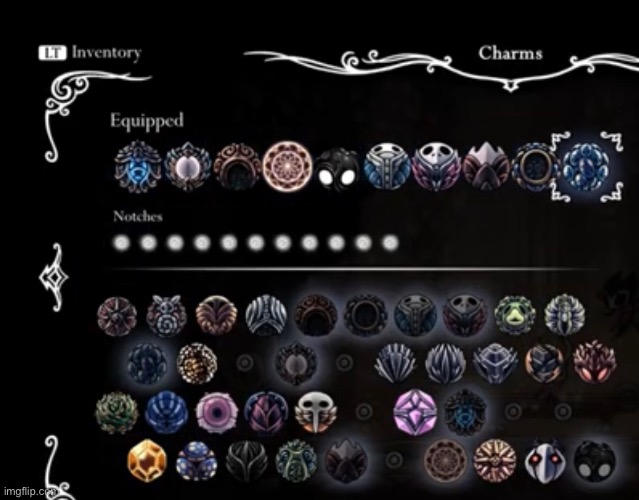 LT Inventory
Charms
Equipped
Notches
imgflip.com